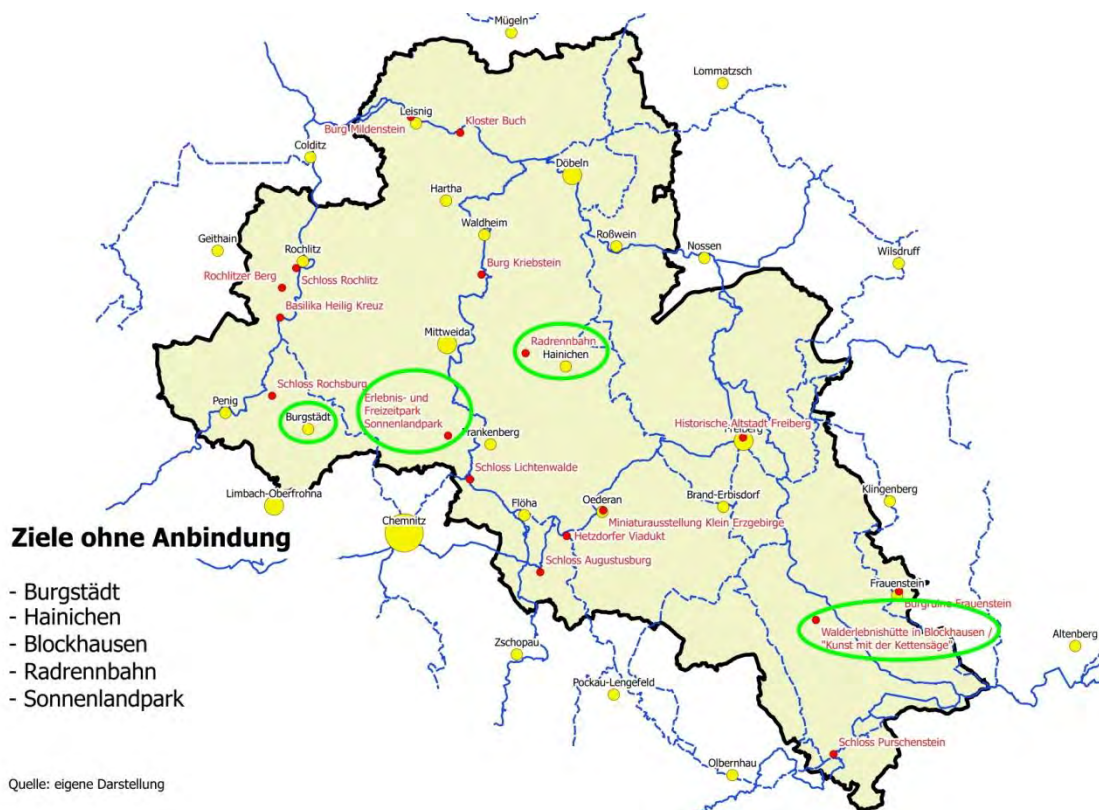 Mügeln
Lommatzsch
Leisnig
Burg Mildenstein
Kloster Buch
Colditz
Döbeln
Hartha
Waldheim
Roßwein
Nossen
Geithain
Wilsdruff
Rochlitz
Rochlitzer Berg
Schloss Rochlitz
Burg Kriebstein
Basilika Heilig Kreuz
Mittweida
Radrennbahn
Hainichen
Schloss Rochsburg
Erlebnis- und
Freizeitpark
Sonnenlandpark
Penig
Burgstädt
Frankenberg
Historische Altstadt Freiberg
Freiberg
Schloss Lichtenwalde
Limbach-Oberfrohna
Flöha
Oederan
Brand-Erbisdorf
Klingenberg
Chemnitz
Miniaturausstellung Klein Erzgebirge
Hetzdorfer Viadukt
Schloss Augustusburg
Frauenstein
Burgruine Frauenstein
Walderlebnishütte in Blockhausen /
"Kunst mit der Kettensäge"
Altenberg
Zschopau
Pockau-Lengefeld
Schloss Purschenstein
Olbernhau
Ziele ohne Anbindung
- Burgstädt
- Hainichen
- Blockhausen
- Radrennbahn
- Sonnenlandpark
Quelle: eigene Darstellung